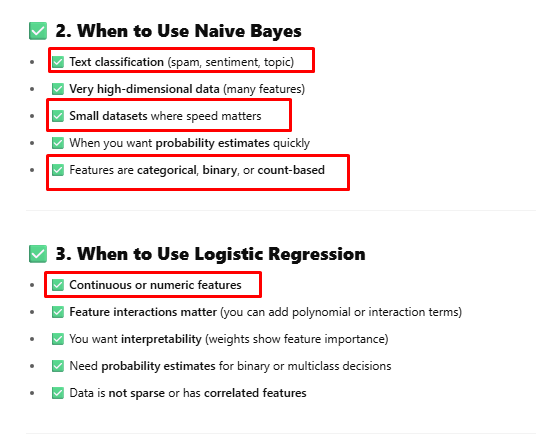 ✅ 2. When to Use Naive Bayes
• ✅ Text classification (spam, sentiment, topic)
• ✅ Very high-dimensional data (many features)
• ✅ Small datasets where speed matters
• ✅ When you want probability estimates quickly
• ✅ Features are categorical, binary, or count-based
✅ 3. When to Use Logistic Regression
• ✅ Continuous or numeric features
• ✅ Feature interactions matter (you can add polynomial or interaction terms)
• ✅ You want interpretability (weights show feature importance)
• ✅ Need probability estimates for binary or multiclass decisions
• ✅ Data is not sparse or has correlated features